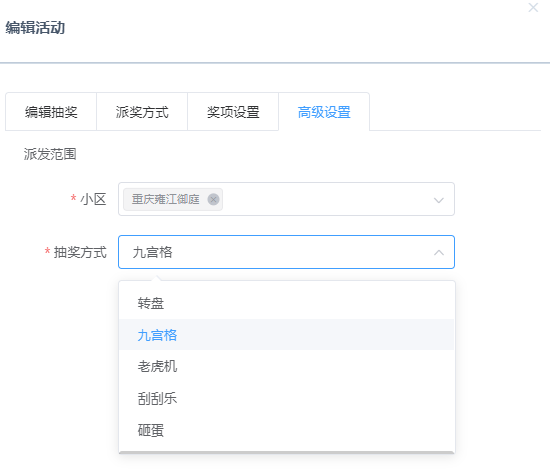 编辑活动
编辑抽奖 派奖方式 奖项设置 高级设置
派发范围
* 小区 重庆雍江御庭
* 抽奖方式 九宫格
转盘
九宫格
老虎机
刮刮乐
砸蛋